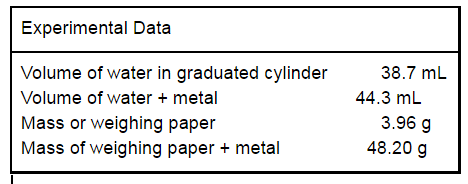 Experimental Data
Volume of water in graduated cylinder 38.7 mL
Volume of water + metal 44.3 mL
Mass or weighing paper 3.96 g
Mass of weighing paper + metal 48.20 g